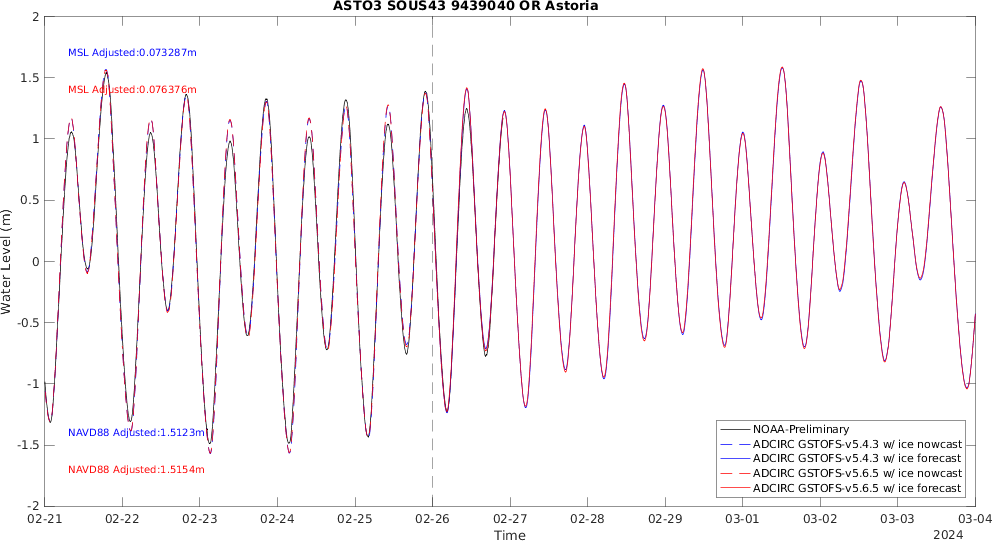 ASTO3 SOUS43 9439040 OR Astoria
MSL Adjusted:0.073287m
MSL Adjusted:0.076376m
NAVD88 Adjusted:1.5123m
NAVD88 Adjusted:1.5154m
Water Level (m)
2
1.5
1
0.5
0
-0.5
-1
-1.5
-2
NOAA-Preliminary
ADCIRC GSTOFS-v5.4.3 w/ ice nowcast
ADCIRC GSTOFS-v5.4.3 w/ ice forecast
ADCIRC GSTOFS-v5.6.5 w/ ice nowcast
ADCIRC GSTOFS-v5.6.5 w/ ice forecast
02-21 02-22 02-23 02-24 02-25 02-26 02-27 02-28 02-29 03-01 03-02 03-03 03-04
Time
2024